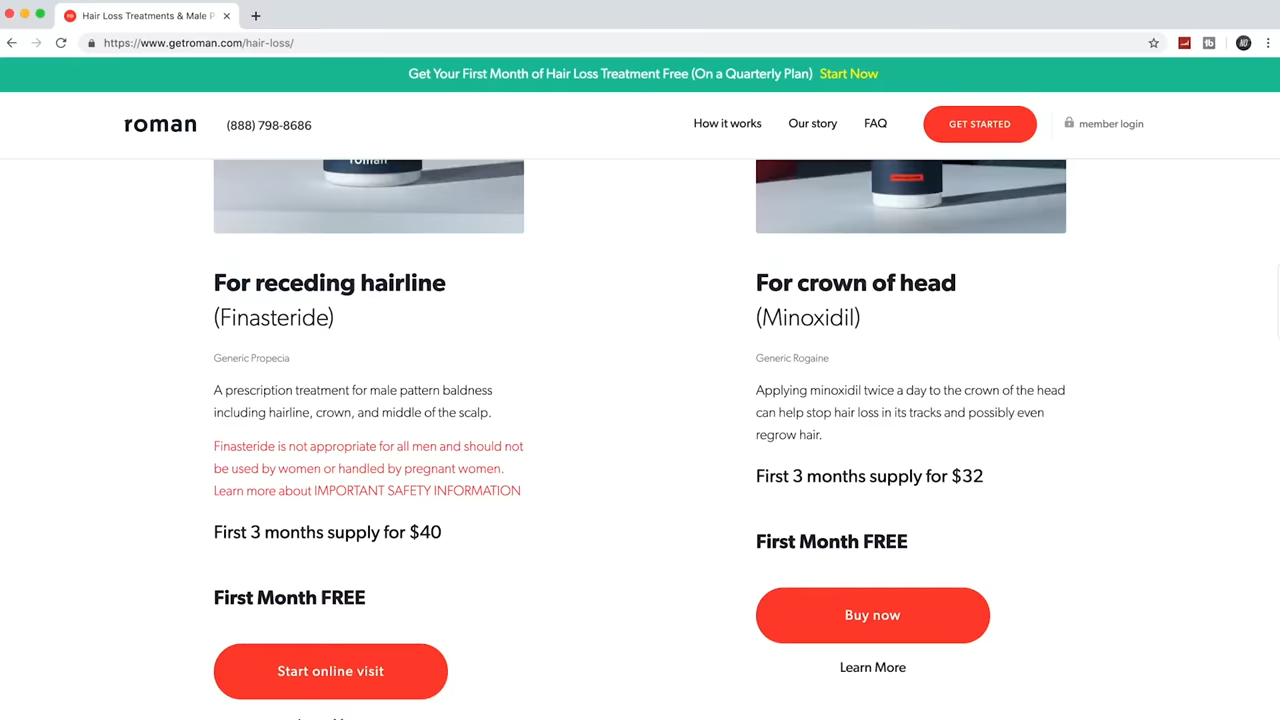 Hair Loss Treatments & Male P
https://www.getroman.com/hair-loss/
Get Your First Month of Hair Loss Treatment Free (On a Quarterly Plan) Start Now
roman
(888) 798-8686
How it works
Our story
FAQ
GET STARTED
member login
roman
For receding hairline
(Finasteride)
Generic Propecia
A prescription treatment for male pattern baldness
including hairline, crown, and middle of the scalp.
Finasteride is not appropriate for all men and should not
be used by women or handled by pregnant women.
Learn more about IMPORTANT SAFETY INFORMATION
First 3 months supply for $40
First Month FREE
Start online visit
For crown of head
(Minoxidil)
Generic Rogaine
Applying minoxidil twice a day to the crown of the head
can help stop hair loss in its tracks and possibly even
regrow hair.
First 3 months supply for $32
First Month FREE
Buy now
Learn More